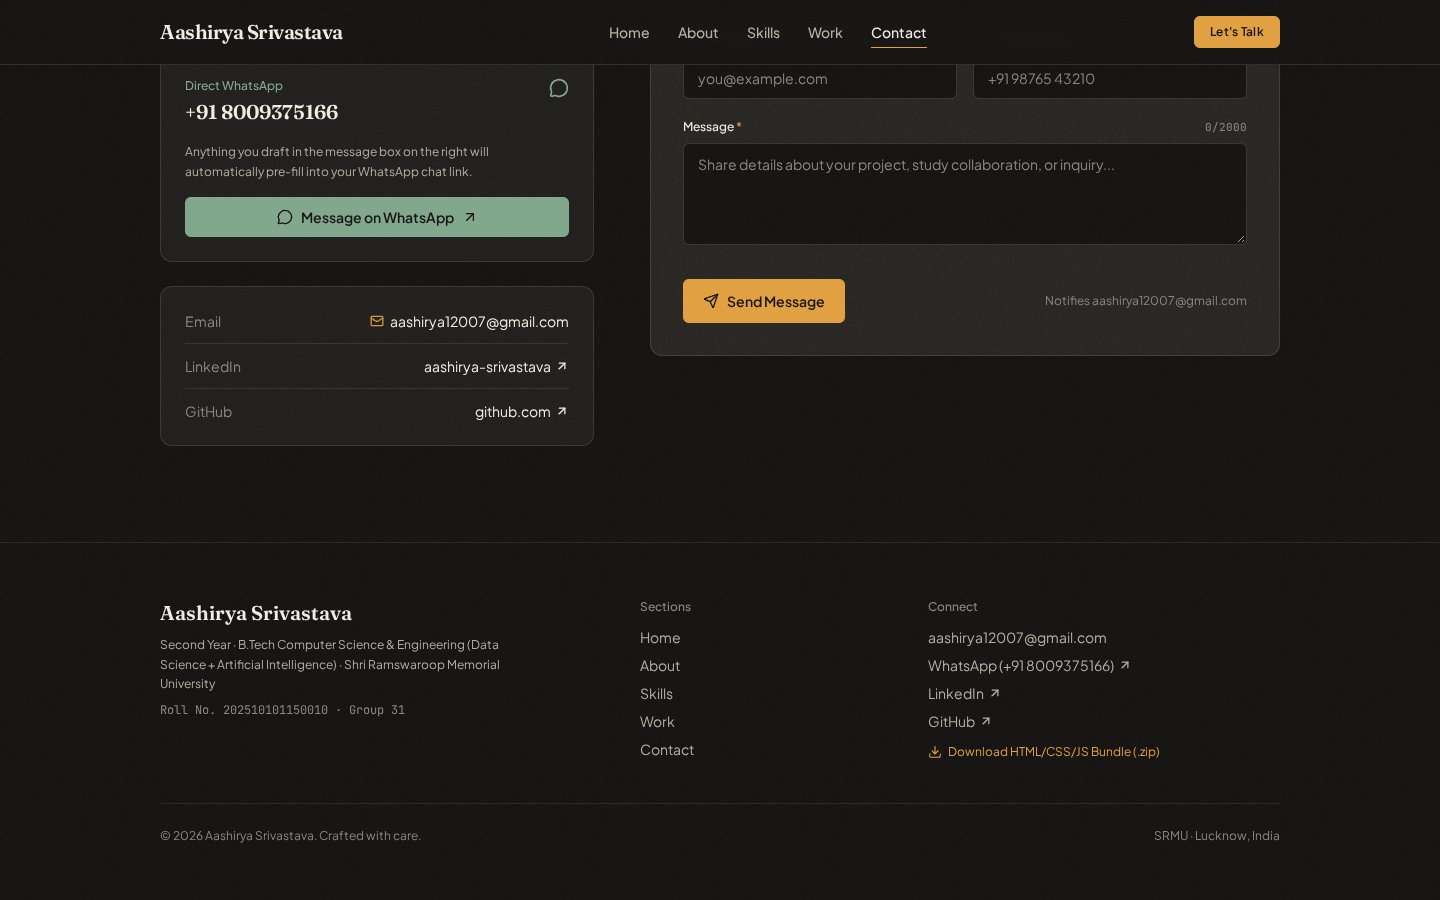 Aashirya Srivastava
Home
About
Skills
Work
Contact
Let's Talk
Direct WhatsApp
+91 8009375166
Anything you draft in the message box on the right will
automatically pre-fill into your WhatsApp chat link.
Message on WhatsApp
Email
aashirya12007@gmail.com
LinkedIn
aashirya-srivastava
GitHub
github.com
you@example.com
+91 98765 43210
Message *
0/2000
Share details about your project, study collaboration, or inquiry...
Send Message
Notifies aashirya12007@gmail.com
Aashirya Srivastava
Second Year · B.Tech Computer Science & Engineering (Data
Science + Artificial Intelligence) · Shri Ramswaroop Memorial
University
Roll No. 202510101150010 · Group 31
Sections
Home
About
Skills
Work
Contact
Connect
aashirya12007@gmail.com
WhatsApp (+91 8009375166)
LinkedIn
GitHub
Download HTML/CSS/JS Bundle (.zip)
© 2026 Aashirya Srivastava. Crafted with care.
SRMU · Lucknow, India